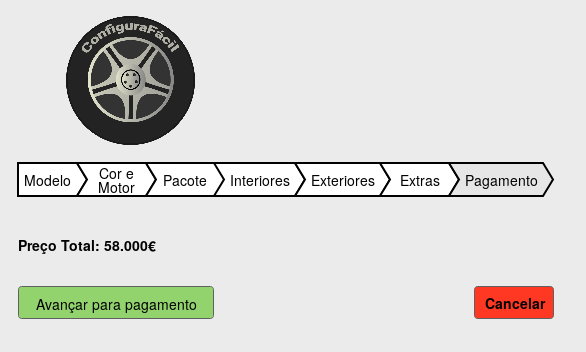 ConfiguraFácil
Modelo
Cor e
Motor
Pacote
Interiores
Exteriores
Extras
Pagamento
Preço Total: 58.000€
Avançar para pagamento
Cancelar